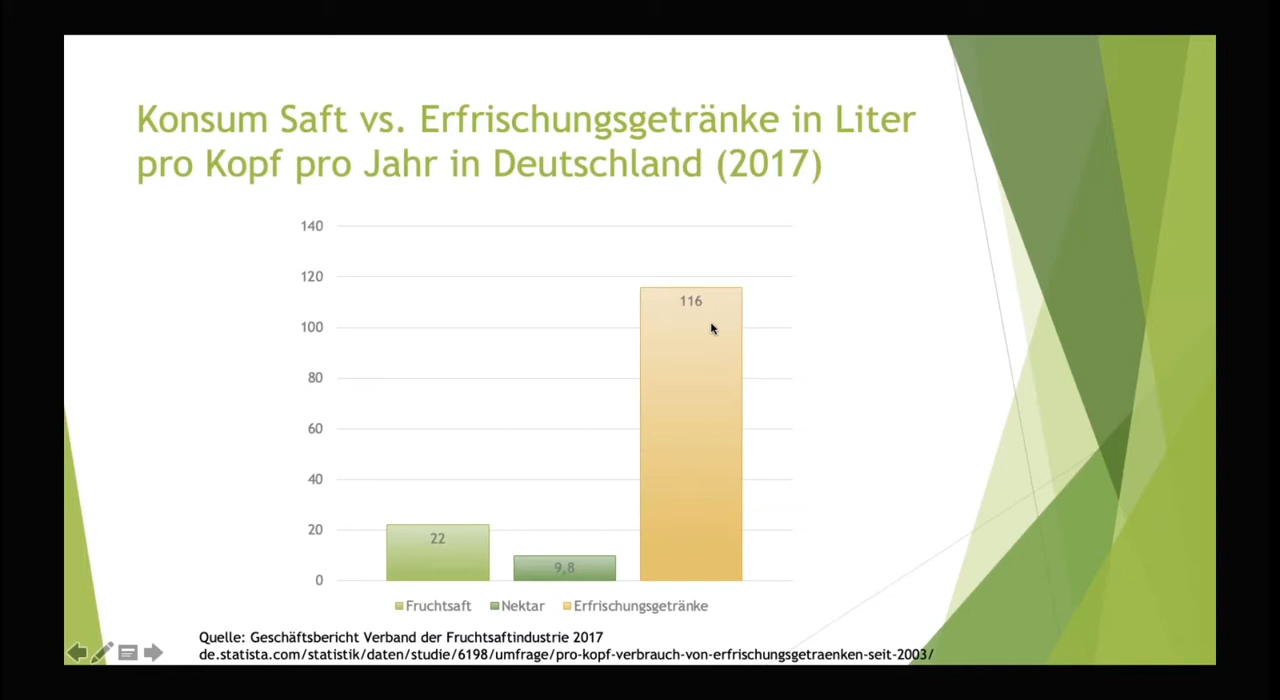 Konsum Saft vs. Erfrischungsgetränke in Liter
pro Kopf pro Jahr in Deutschland (2017)
140
120
116
100
80
60
40
20
22
9,8
0
Fruchtsaft Nektar Erfrischungsgetränke
Quelle: Geschäftsbericht Verband der Fruchtsaftindustrie 2017
de.statista.com/statistik/daten/studie/6198/umfrage/pro-kopf-verbrauch-von-erfrischungsgetraenken-seit-2003/